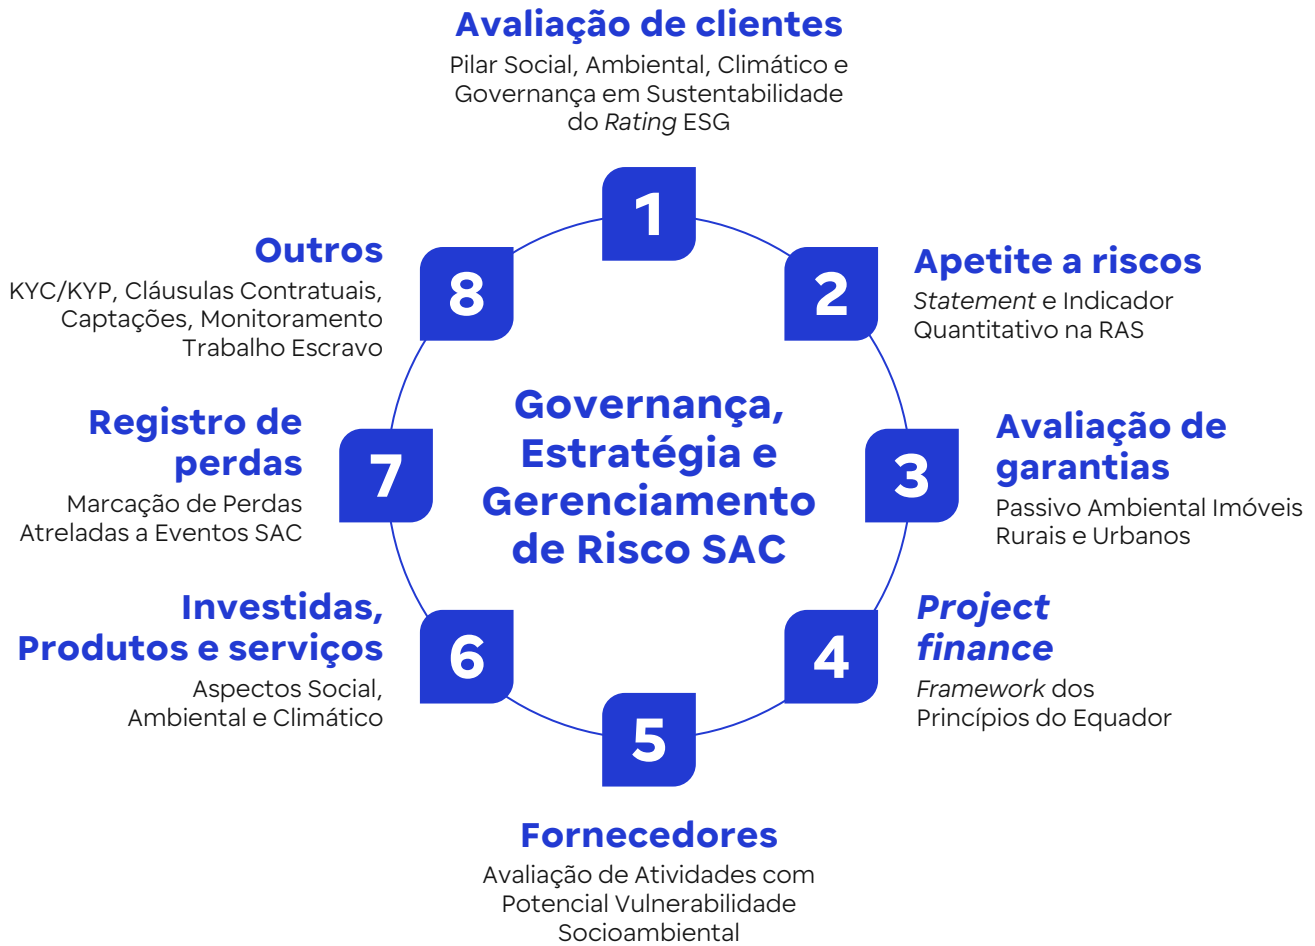 Avaliação de clientes
Pilar Social, Ambiental, Climático e
Governança em Sustentabilidade
do Rating ESG
1
2
Apetite a riscos
Statement e Indicador
Quantitativo na RAS
3
Avaliação de
garantias
Passivo Ambiental Imóveis
Rurais e Urbanos
4
Project
finance
Framework dos
Princípios do Equador
5
Fornecedores
Avaliação de Atividades com
Potencial Vulnerabilidade
Socioambiental
6
Investidas,
Produtos e serviços
Aspectos Social,
Ambiental e Climático
7
Registro de
perdas
Marcação de Perdas
Atreladas a Eventos SAC
8
Outros
KYC/KYP, Cláusulas Contratuais,
Captações, Monitoramento
Trabalho Escravo
Governança,
Estratégia e
Gerenciamento
de Risco SAC